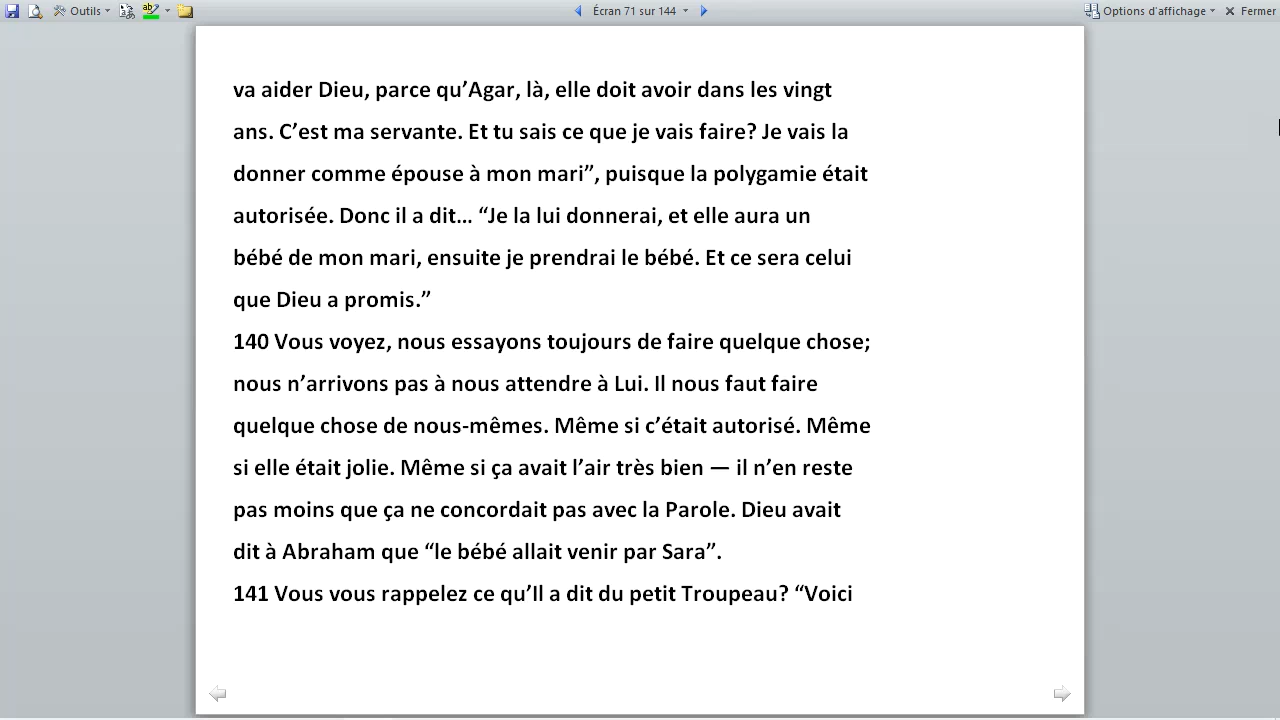 Outils
Écran 71 sur 144
Options d'affichage
Fermer
va aider Dieu, parce qu’Agar, là, elle doit avoir dans les vingt
ans. C’est ma servante. Et tu sais ce que je vais faire? Je vais la
donner comme épouse à mon mari”, puisque la polygamie était
autorisée. Donc il a dit... “Je la lui donnerai, et elle aura un
bébé de mon mari, ensuite je prendrai le bébé. Et ce sera celui
que Dieu a promis.”
140 Vous voyez, nous essayons toujours de faire quelque chose;
nous n’arrivons pas à nous attendre à Lui. Il nous faut faire
quelque chose de nous-mêmes. Même si c’était autorisé. Même
si elle était jolie. Même si ça avait l’air très bien — il n’en reste
pas moins que ça ne concordait pas avec la Parole. Dieu avait
dit à Abraham que “le bébé allait venir par Sara”.
141 Vous vous rappelez ce qu’Il a dit du petit Troupeau? “Voici